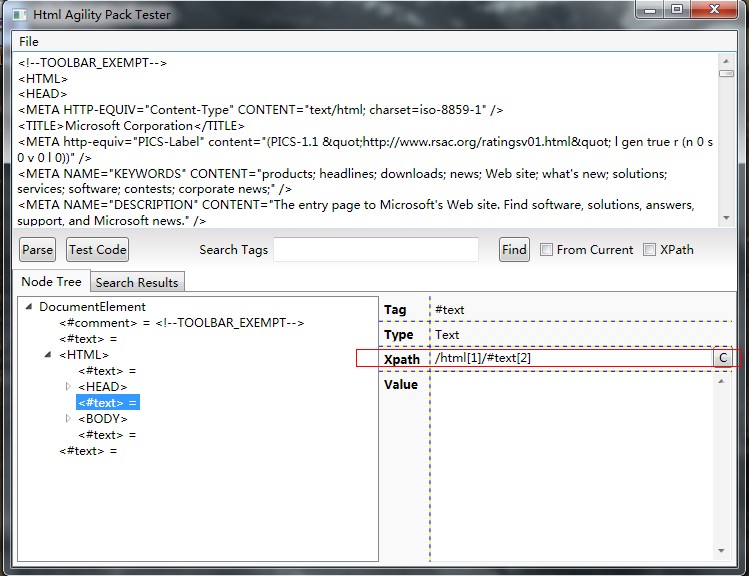 Html Agility Pack Tester
File
<!--TOOLBAR_EXEMPT-->
<HTML>
<HEAD>
<META HTTP-EQUIV="Content-Type" CONTENT="text/html; charset=iso-8859-1" />
<TITLE>Microsoft Corporation</TITLE>
<META http-equiv="PICS-Label" content="(PICS-1.1 &quot;http://www.rsac.org/ratingsv01.html&quot; l gen true r (n 0 s
0 v 0 l 0))" />
<META NAME="KEYWORDS" CONTENT="products; headlines; downloads; news; Web site; what's new; solutions;
services; software; contests; corporate news;" />
<META NAME="DESCRIPTION" CONTENT="The entry page to Microsoft's Web site. Find software, solutions, answers,
support, and Microsoft news." />
Parse Test Code Search Tags Find From Current XPath
Node Tree Search Results
DocumentElement
<#comment> = <!--TOOLBAR_EXEMPT-->
<#text> =
<HTML>
<#text> =
<HEAD>
<#text> =
<BODY>
<#text> =
<#text> =
Tag #text
Type Text
Xpath /html[1]/#text[2] C
Value